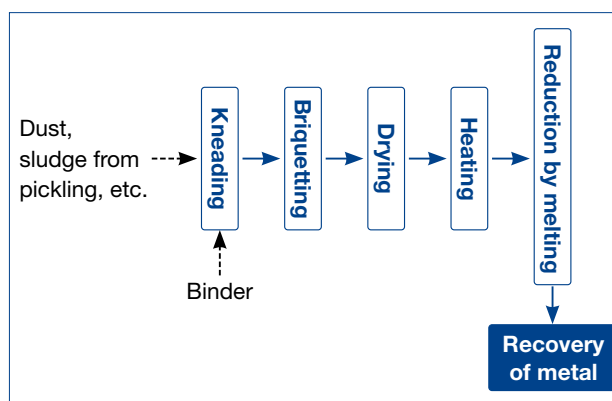 Dust,
sludge from
pickling, etc.
Binder
Kneading
Briquetting
Drying
Heating
Reduction by melting
Recovery
of metal